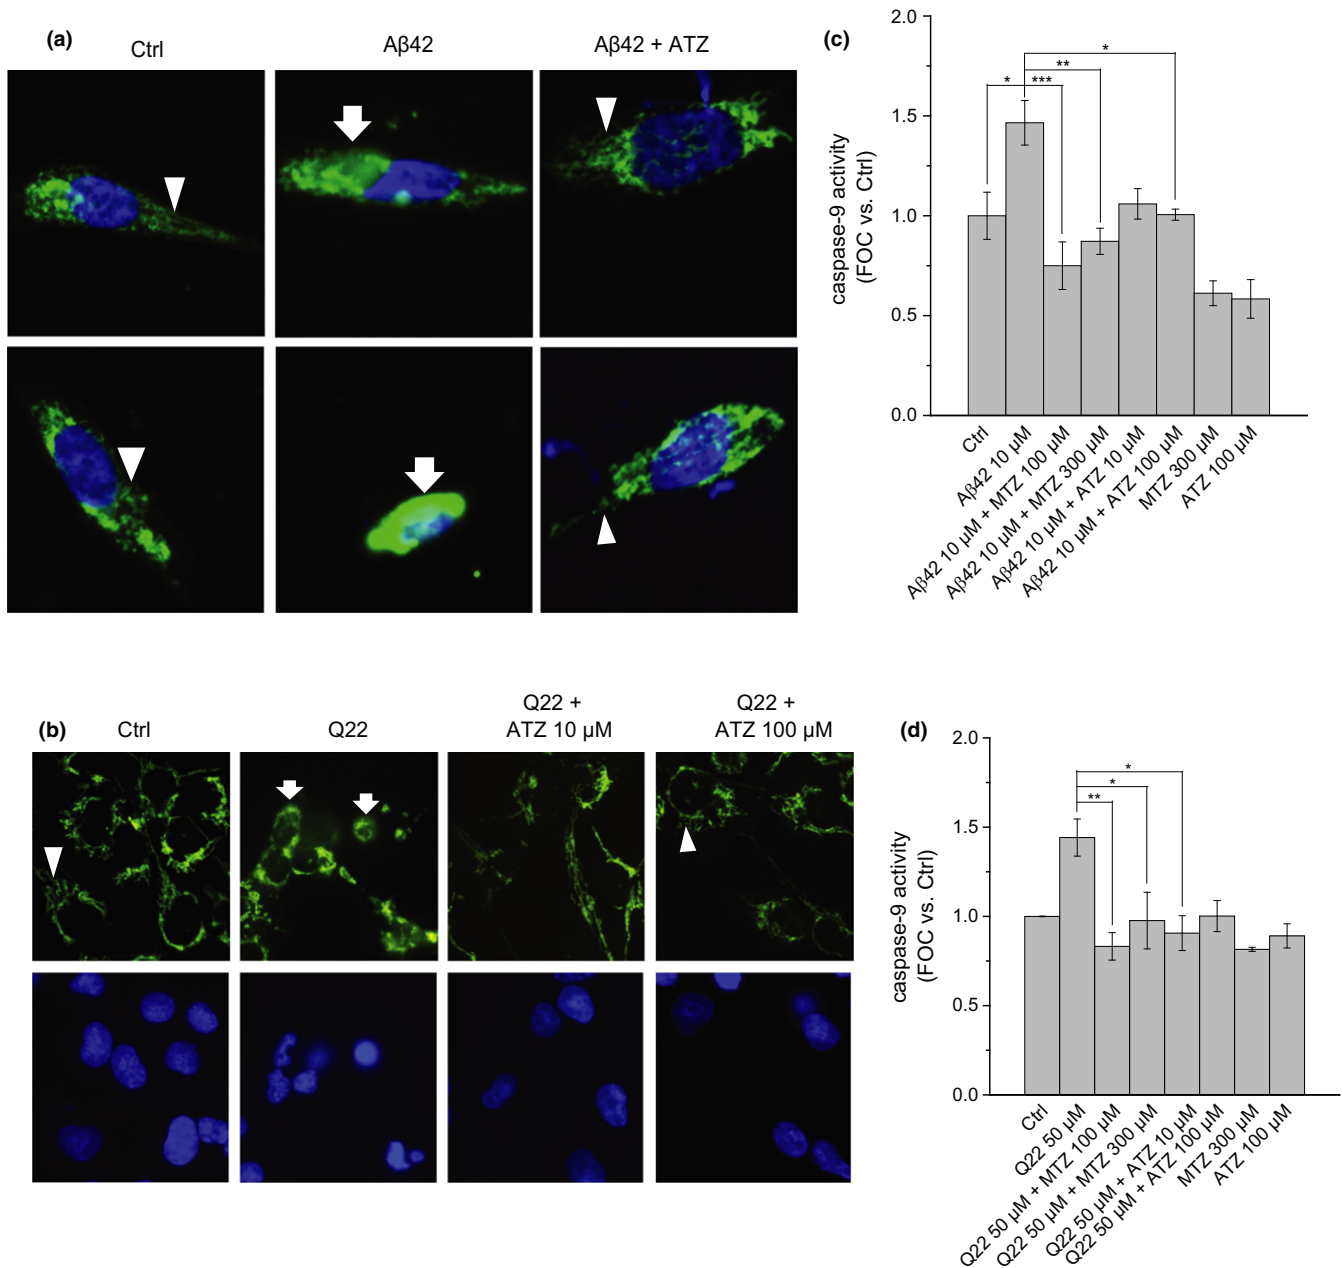 (a)
Ctrl
Aβ42
Aβ42 + ATZ
(c)
2.0
1.5
1.0
0.5
0.0
caspase-9 activity
(FOC vs. Ctrl)
*
***
**
*
Ctrl
Aβ42 10 µM
Aβ42 10 µM + MTZ 100 µM
Aβ42 10 µM + MTZ 300 µM
Aβ42 10 µM + ATZ 10 µM
Aβ42 10 µM + ATZ 100 µM
MTZ 300 µM
ATZ 100 µM
(b)
Ctrl
Q22
Q22 +
ATZ 10 µM
Q22 +
ATZ 100 µM
(d)
2.0
1.5
1.0
0.5
0.0
caspase-9 activity
(FOC vs. Ctrl)
*
*
**
Ctrl
Q22 50 µM
Q22 50 µM + MTZ 100 µM
Q22 50 µM + MTZ 300 µM
Q22 50 µM + ATZ 10 µM
Q22 50 µM + ATZ 100 µM
MTZ 300 µM
ATZ 100 µM